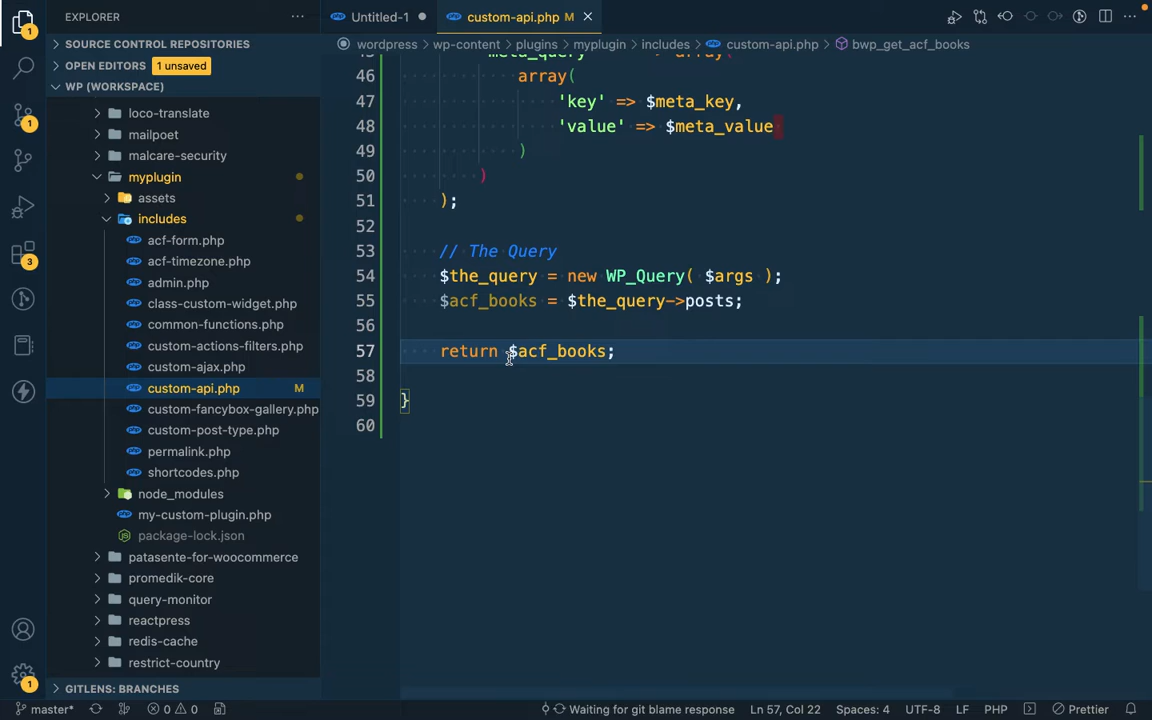 EXPLORER
Untitled-1
custom-api.php M
SOURCE CONTROL REPOSITORIES
OPEN EDITORS 1 unsaved
WP (WORKSPACE)
loco-translate
mailpoet
malcare-security
myplugin
assets
includes
acf-form.php
acf-timezone.php
admin.php
class-custom-widget.php
common-functions.php
custom-actions-filters.php
custom-ajax.php
custom-api.php M
custom-fancybox-gallery.php
custom-post-type.php
permalink.php
shortcodes.php
node_modules
my-custom-plugin.php
package-lock.json
patasente-for-woocommerce
promedik-core
query-monitor
reactpress
redis-cache
restrict-country
GITLENS: BRANCHES
1
1
3
1
wordpress > wp-content > plugins > myplugin > includes > custom-api.php > bwp_get_acf_books
46 array(
47 'key' => $meta_key,
48 'value' => $meta_value
49 )
50 )
51 );
52
53 // The Query
54 $the_query = new WP_Query( $args );
55 $acf_books = $the_query->posts;
56
57 return $acf_books;
58
59 }
60
master* 0 0 Waiting for git blame response Ln 57, Col 22 Spaces: 4 UTF-8 LF PHP Prettier